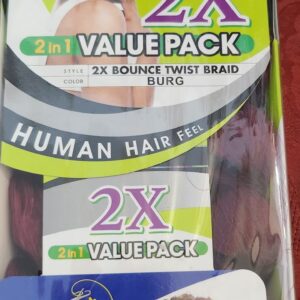 2X
2 in 1 VALUE PACK
STYLE 2X BOUNCE TWIST BRAID
COLOR BURG
HUMAN HAIR FEEL
2X
2 in 1 VALUE PACK